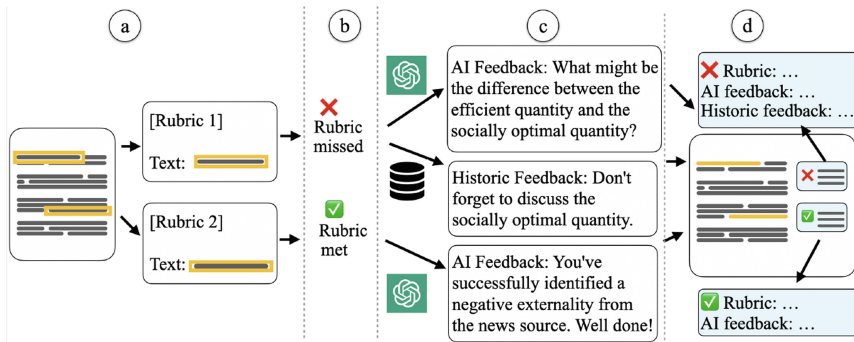 a
b
c
d
[Rubric 1]
Text:
[Rubric 2]
Text:
❌
Rubric
missed
✅
Rubric
met
AI Feedback: What might be
the difference between the
efficient quantity and the
socially optimal quantity?
Historic Feedback: Don't
forget to discuss the
socially optimal quantity.
AI Feedback: You've
successfully identified a
negative externality from
the news source. Well done!
❌ Rubric: …
AI feedback: …
Historic feedback: …
❌
✅
✅ Rubric: …
AI feedback: …